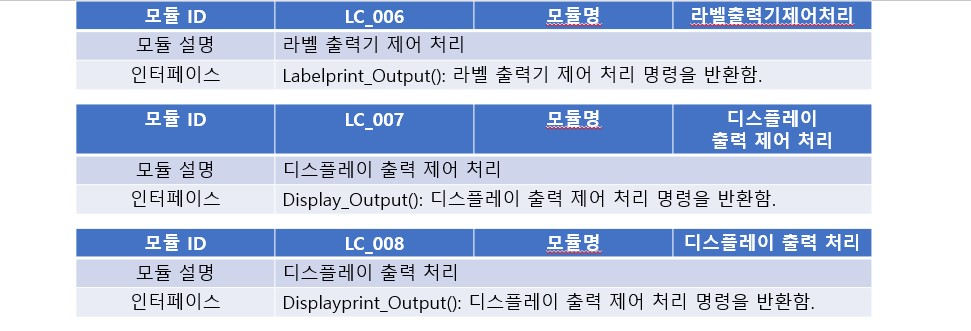 모듈 ID LC_006 모듈명 라벨출력기제어처리
모듈 설명 라벨 출력기 제어 처리
인터페이스 Labelprint_Output(): 라벨 출력기 제어 처리 명령을 반환함.
모듈 ID LC_007 모듈명 디스플레이
출력 제어 처리
모듈 설명 디스플레이 출력 제어 처리
인터페이스 Display_Output(): 디스플레이 출력 제어 처리 명령을 반환함.
모듈 ID LC_008 모듈명 디스플레이 출력 처리
모듈 설명 디스플레이 출력 처리
인터페이스 Displayprint_Output(): 디스플레이 출력 제어 처리 명령을 반환함.